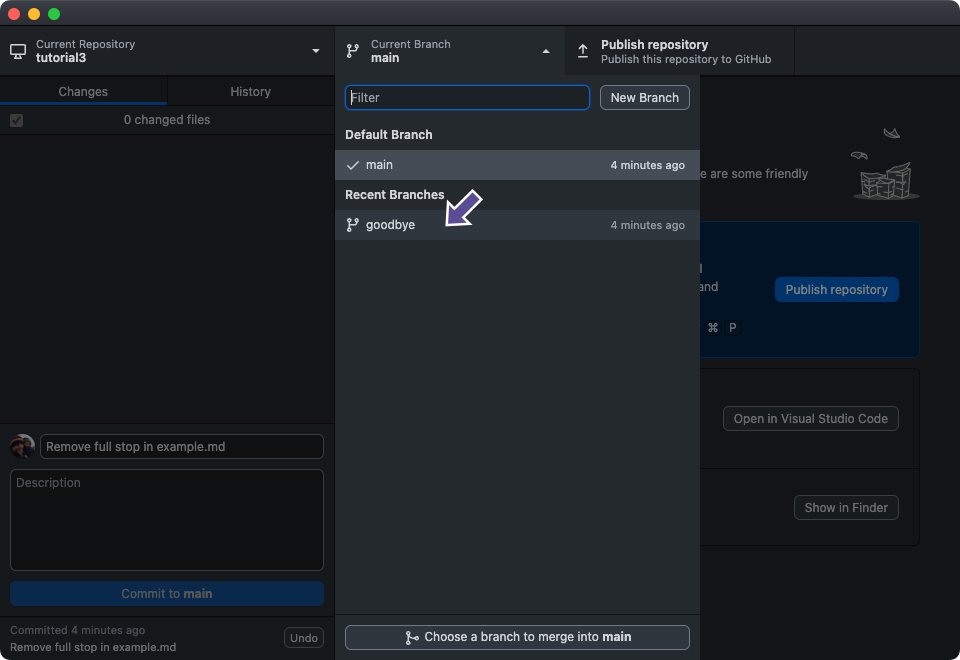 Current Repository
tutorial3
Current Branch
main
Publish repository
Publish this repository to GitHub
Changes
History
0 changed files
Filter
New Branch
Default Branch
main
4 minutes ago
Recent Branches
goodbye
4 minutes ago
e are some friendly
and
Publish repository
⌘ P
Open in Visual Studio Code
Show in Finder
Remove full stop in example.md
Description
Commit to main
Committed 4 minutes ago
Remove full stop in example.md
Undo
Choose a branch to merge into main